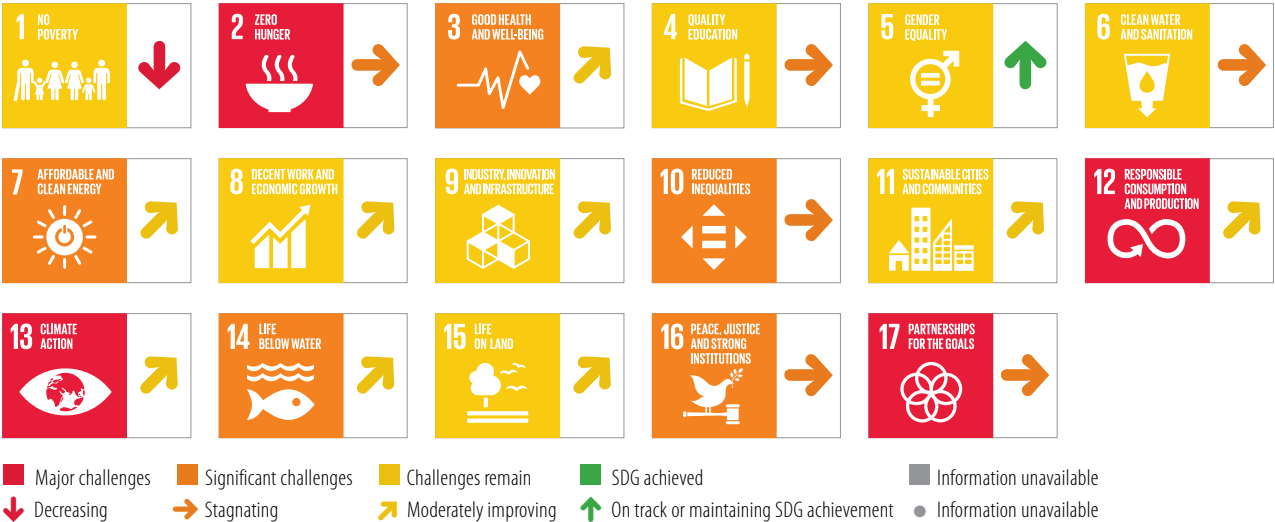 1 NO
POVERTY
2 ZERO
HUNGER
3 GOOD HEALTH
AND WELL-BEING
4 QUALITY
EDUCATION
5 GENDER
EQUALITY
6 CLEAN WATER
AND SANITATION
7 AFFORDABLE AND
CLEAN ENERGY
8 DECENT WORK AND
ECONOMIC GROWTH
9 INDUSTRY, INNOVATION
AND INFRASTRUCTURE
10 REDUCED
INEQUALITIES
11 SUSTAINABLE CITIES
AND COMMUNITIES
12 RESPONSIBLE
CONSUMPTION
AND PRODUCTION
13 CLIMATE
ACTION
14 LIFE
BELOW WATER
15 LIFE
ON LAND
16 PEACE, JUSTICE
AND STRONG
INSTITUTIONS
17 PARTNERSHIPS
FOR THE GOALS
Major challenges Significant challenges Challenges remain SDG achieved Information unavailable
Decreasing Stagnating Moderately improving On track or maintaining SDG achievement Information unavailable